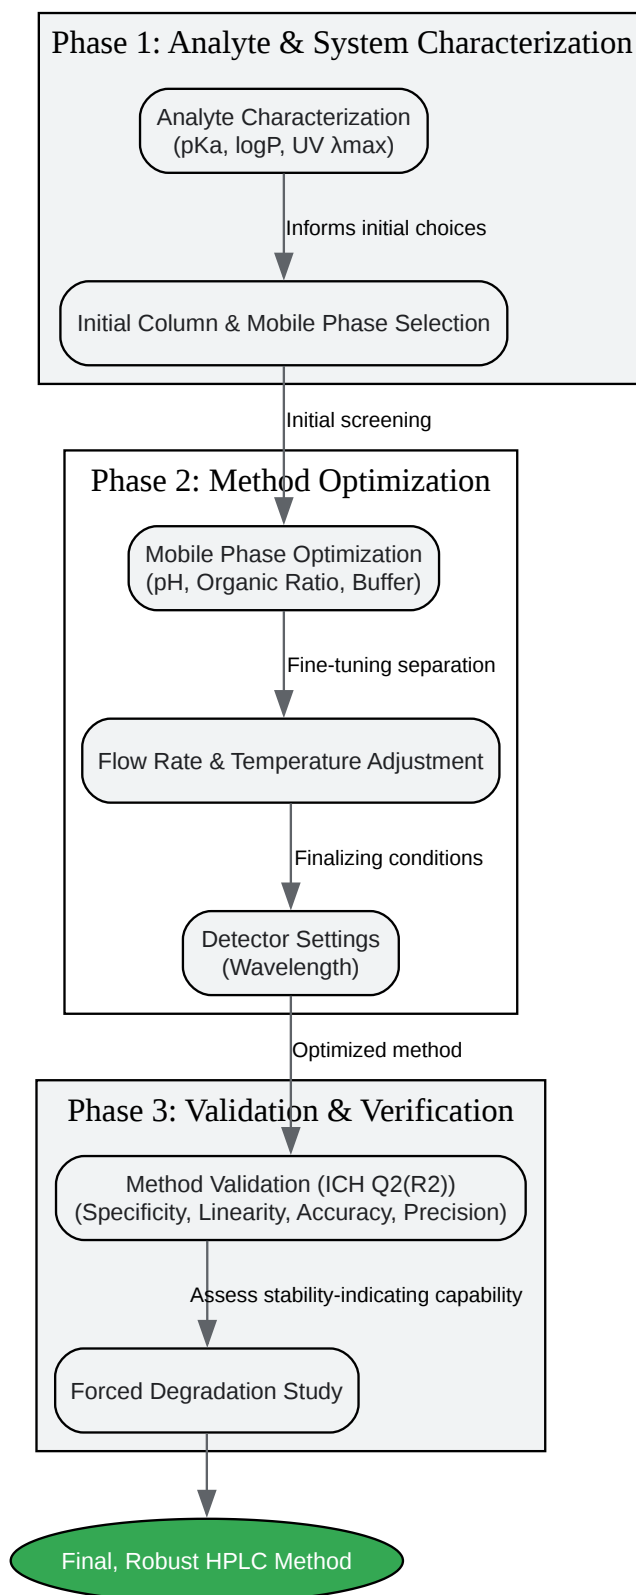 Phase 1: Analyte & System Characterization
Analyte Characterization
(pKa, logP, UV λmax)
Informs initial choices
Initial Column & Mobile Phase Selection
Initial screening
Phase 2: Method Optimization
Mobile Phase Optimization
(pH, Organic Ratio, Buffer)
Fine-tuning separation
Flow Rate & Temperature Adjustment
Finalizing conditions
Detector Settings
(Wavelength)
Optimized method
Phase 3: Validation & Verification
Method Validation (ICH Q2(R2))
(Specificity, Linearity, Accuracy, Precision)
Assess stability-indicating capability
Forced Degradation Study
Final, Robust HPLC Method